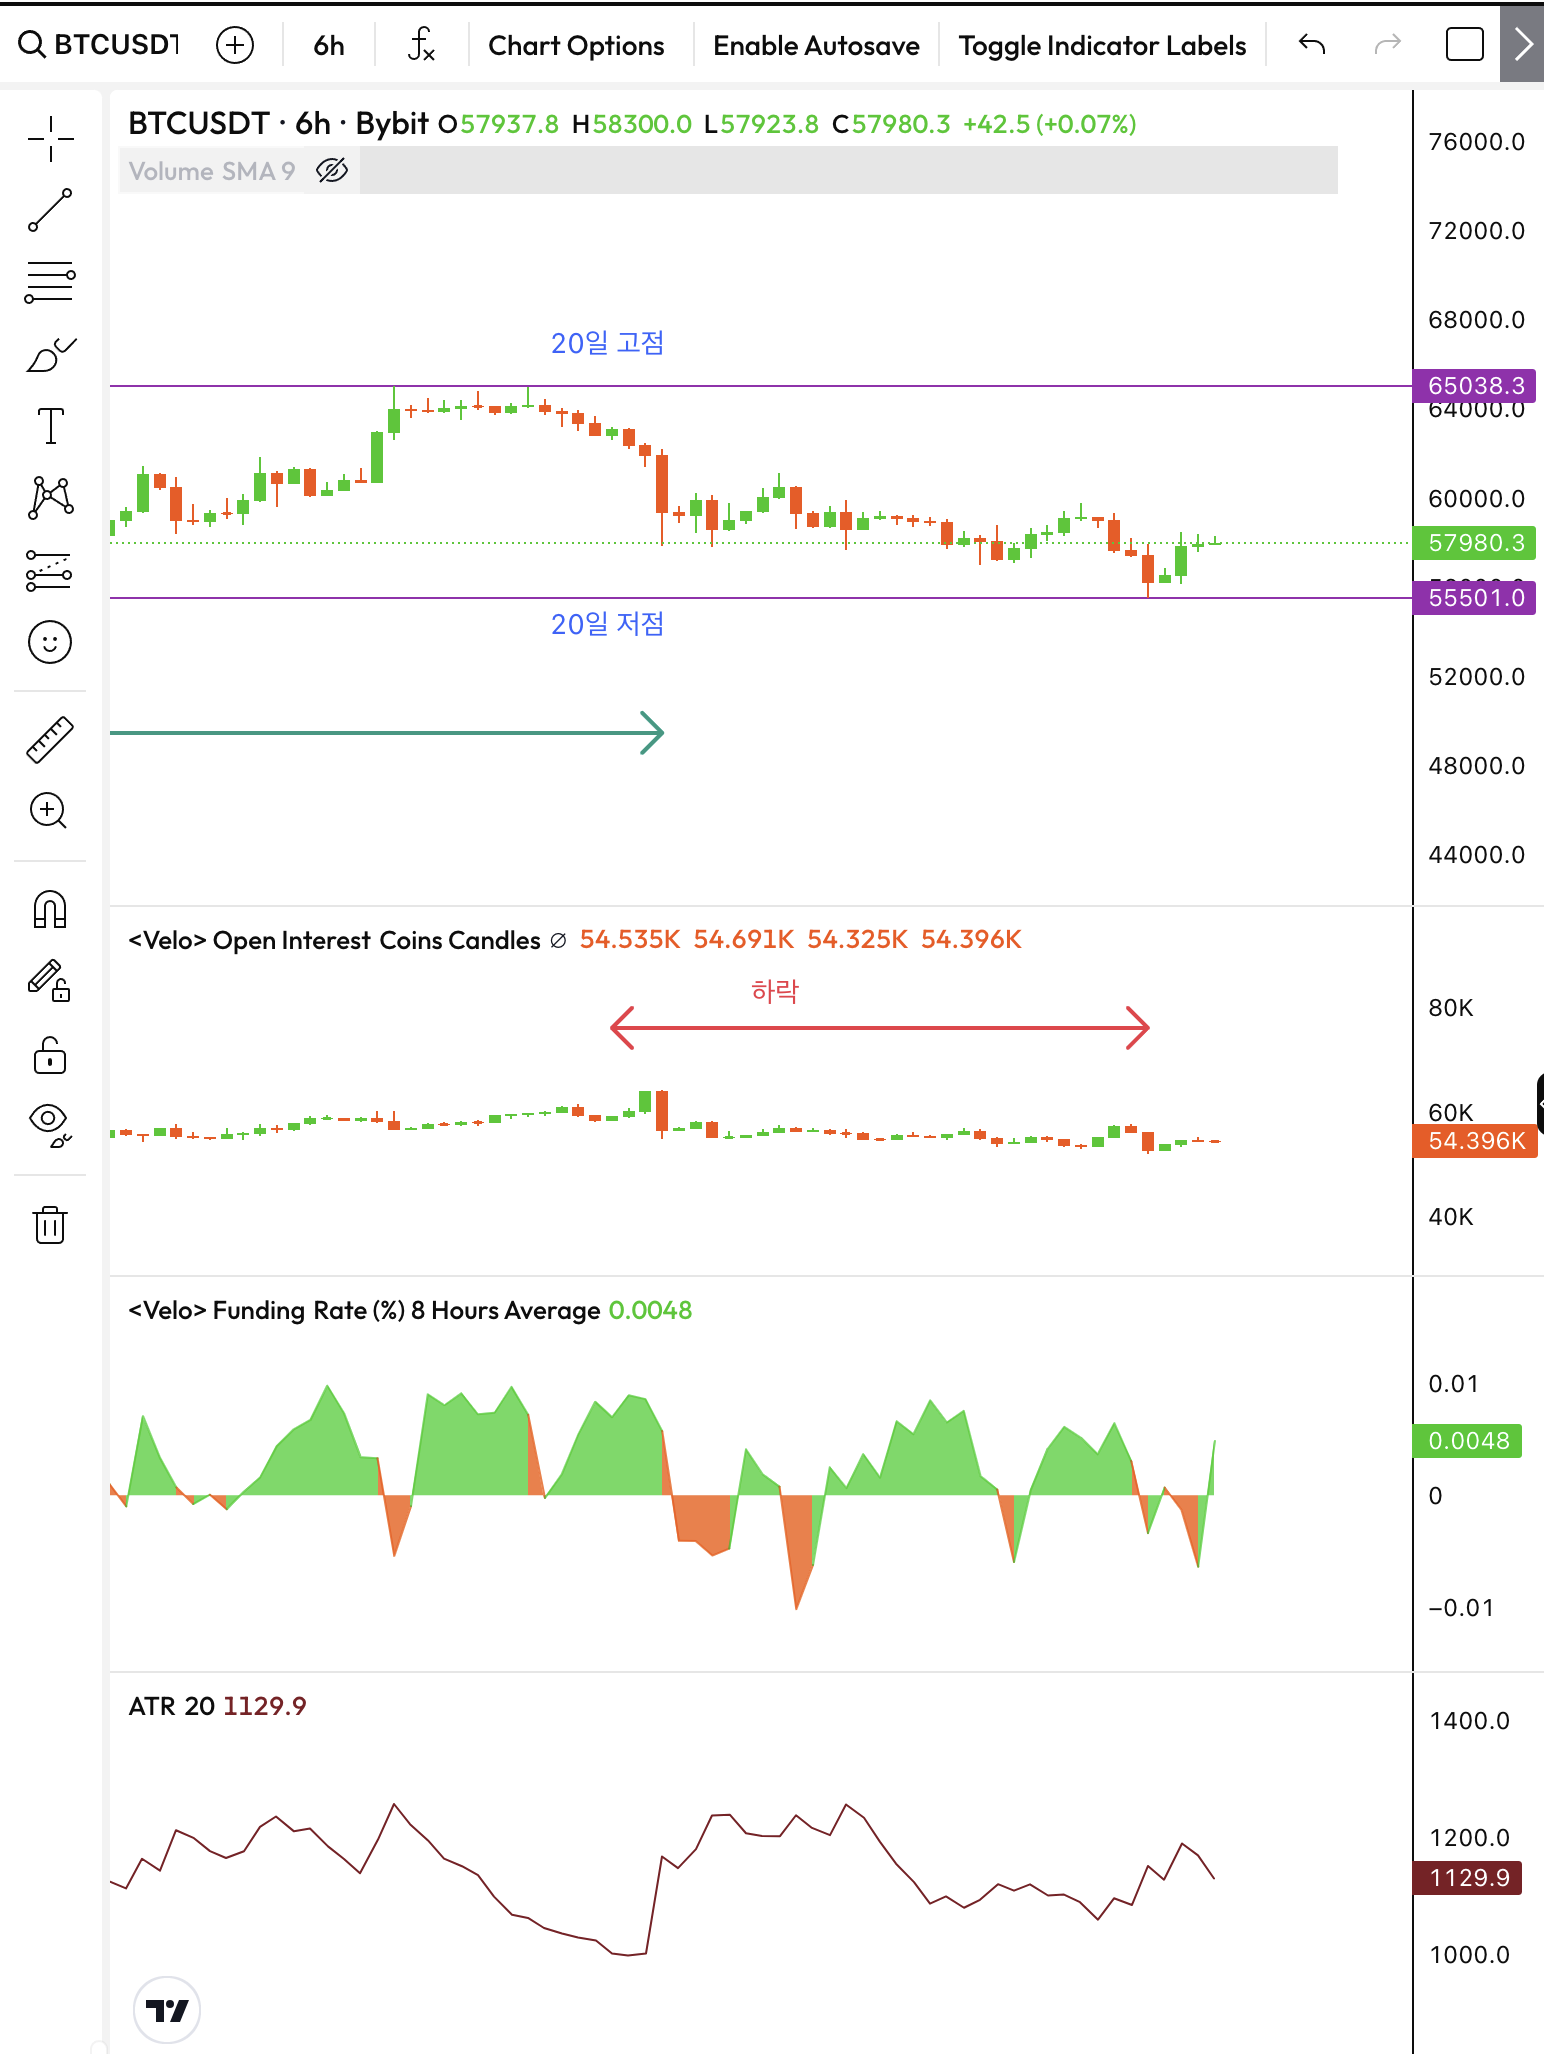 BTCUSDT
6h
Chart Options
Enable Autosave
Toggle Indicator Labels
BTCUSDT · 6h · Bybit O57937.8 H58300.0 L57923.8 C57980.3 +42.5 (+0.07%)
Volume SMA 9
76000.0
72000.0
68000.0
20일 고점
65038.3
64000.0
60000.0
57980.3
55501.0
20일 저점
52000.0
48000.0
44000.0
<Velo> Open Interest Coins Candles ∅ 54.535K 54.691K 54.325K 54.396K
하락
80K
60K
54.396K
40K
<Velo> Funding Rate (%) 8 Hours Average 0.0048
0.01
0.0048
0
−0.01
ATR 20 1129.9
1400.0
1200.0
1129.9
1000.0